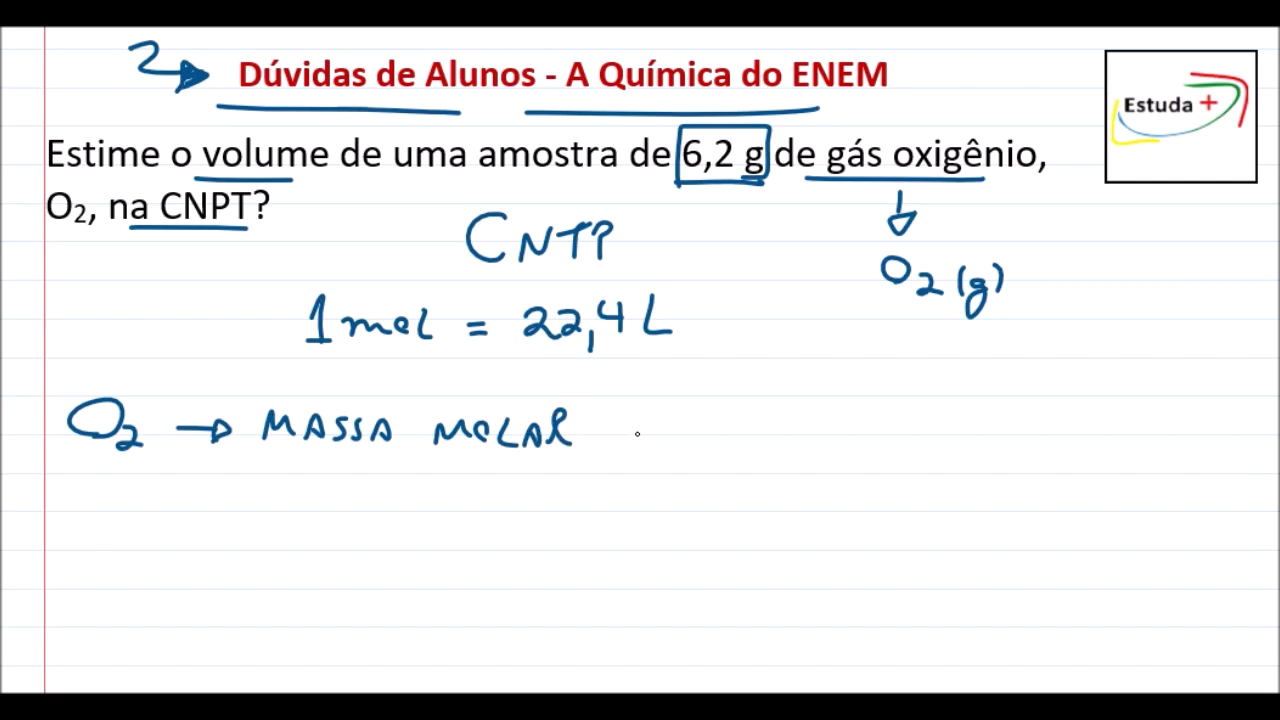 Dúvidas de Alunos - A Química do ENEM
Estuda +
Estime o volume de uma amostra de 6,2 g de gás oxigênio,
O₂, na CNPT?
CNTP
O₂ (g)
1 mol = 22,4 L
O₂ → MASSA MOLAR